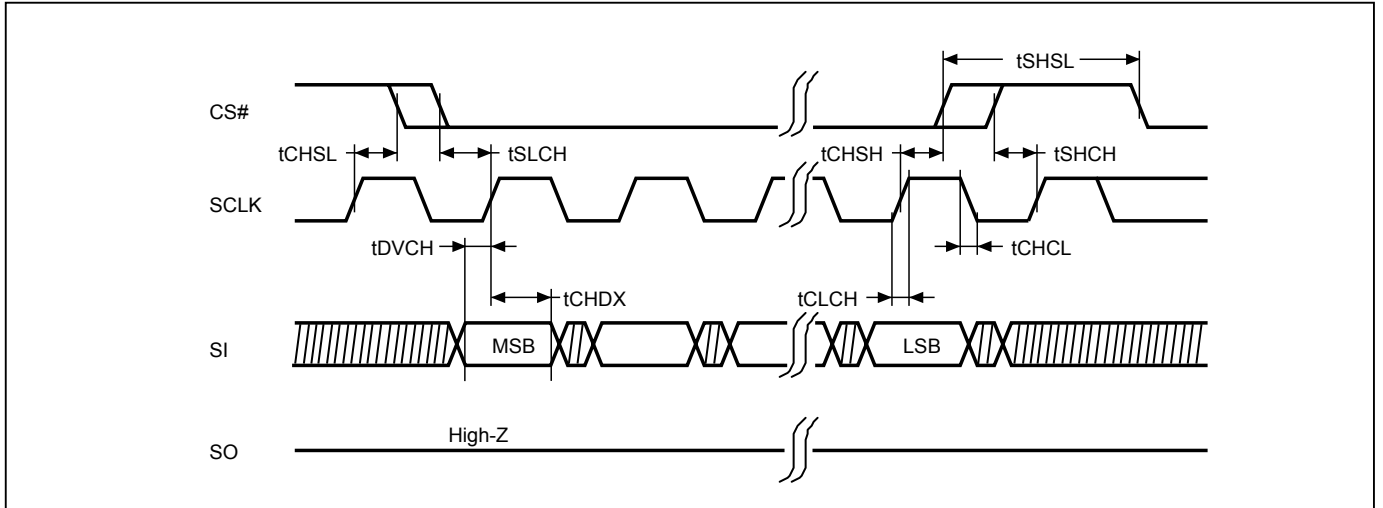 tSHSL
CS#
tCHSL
tSLCH
tCHSH
tSHCH
SCLK
tDVCH
tCHCL
tCHDX
tCLCH
SI
MSB
LSB
High-Z
SO